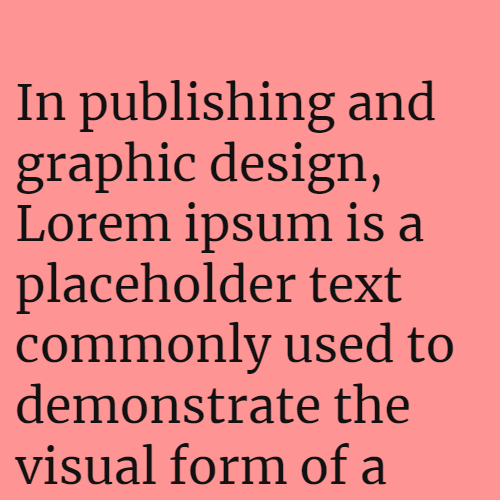 In publishing and
graphic design,
Lorem ipsum is a
placeholder text
commonly used to
demonstrate the
visual form of a